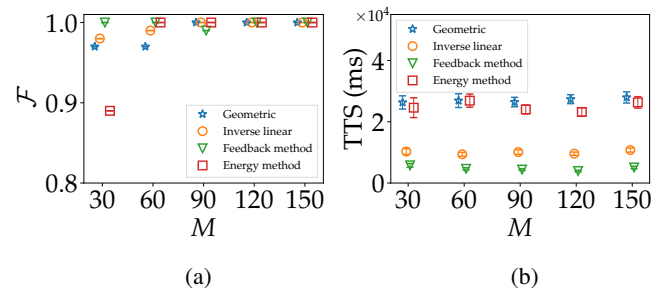 1.0
0.9
0.8
ℱ
Geometric
Inverse linear
Feedback method
Energy method
30 60 90 120 150
M
(a)
×10⁴
4
2
0
TTS (ms)
Geometric
Inverse linear
Feedback method
Energy method
30 60 90 120 150
M
(b)